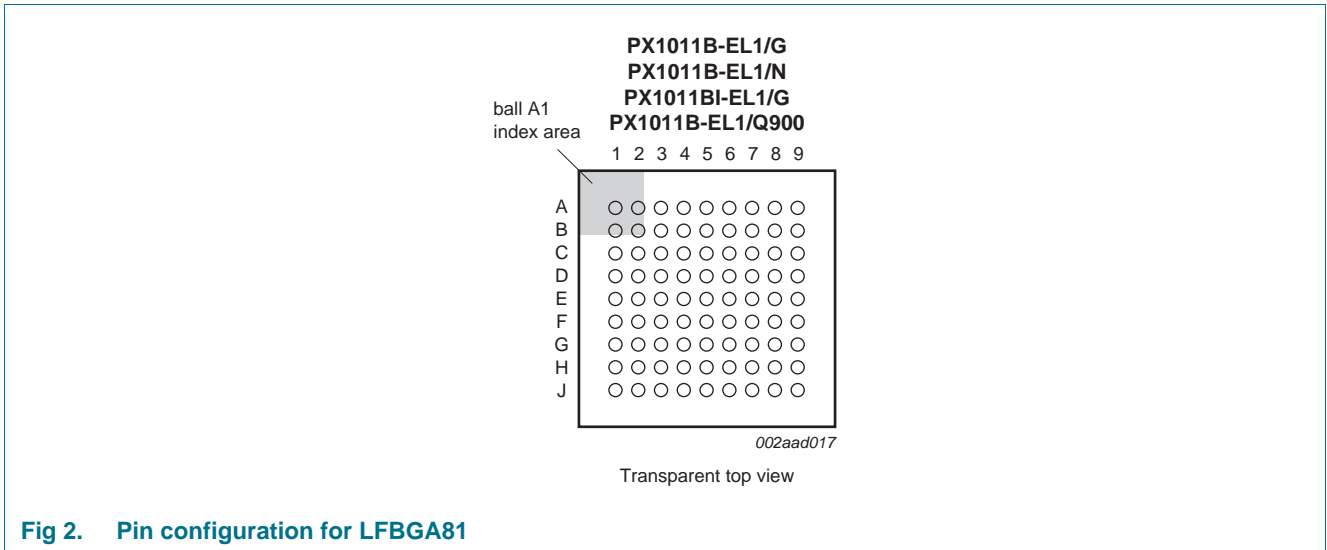 PX1011B-EL1/G
PX1011B-EL1/N
PX1011BI-EL1/G
PX1011B-EL1/Q900
ball A1
index area
1 2 3 4 5 6 7 8 9
A
B
C
D
E
F
G
H
J
002aad017
Transparent top view
Fig 2. Pin configuration for LFBGA81